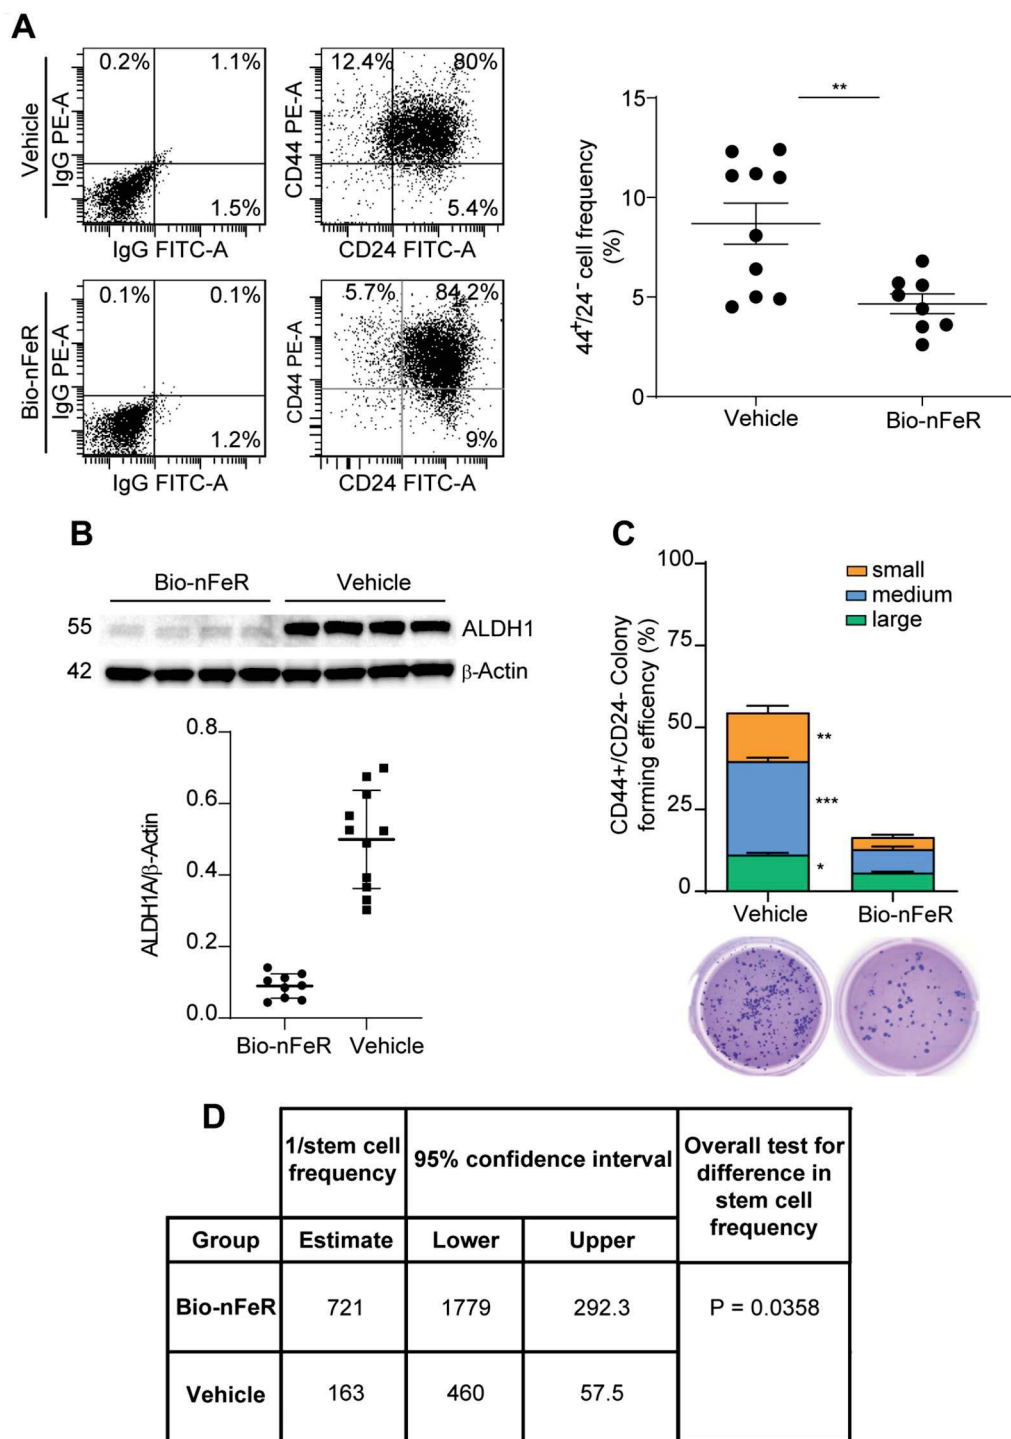 A
Vehicle
IgG PE-A
0.2%
1.1%
1.5%
IgG FITC-A
CD44 PE-A
12.4%
80%
5.4%
CD24 FITC-A
Bio-nFeR
IgG PE-A
0.1%
0.1%
1.2%
IgG FITC-A
CD44 PE-A
5.7%
84.2%
9%
CD24 FITC-A
44+/24- cell frequency
(%)
15
10
5
0
**
Vehicle
Bio-nFeR
B
Bio-nFeR
Vehicle
55
ALDH1
42
β-Actin
ALDH1A/β-Actin
0.8
0.6
0.4
0.2
0.0
Bio-nFeR
Vehicle
C
CD44+/CD24- Colony
forming efficency (%)
100
75
50
25
0
small
medium
large
**
***
*
Vehicle
Bio-nFeR
D
1/stem cell
frequency
95% confidence interval
Overall test for
difference in
stem cell
frequency
Group
Estimate
Lower
Upper
Bio-nFeR
721
1779
292.3
P = 0.0358
Vehicle
163
460
57.5